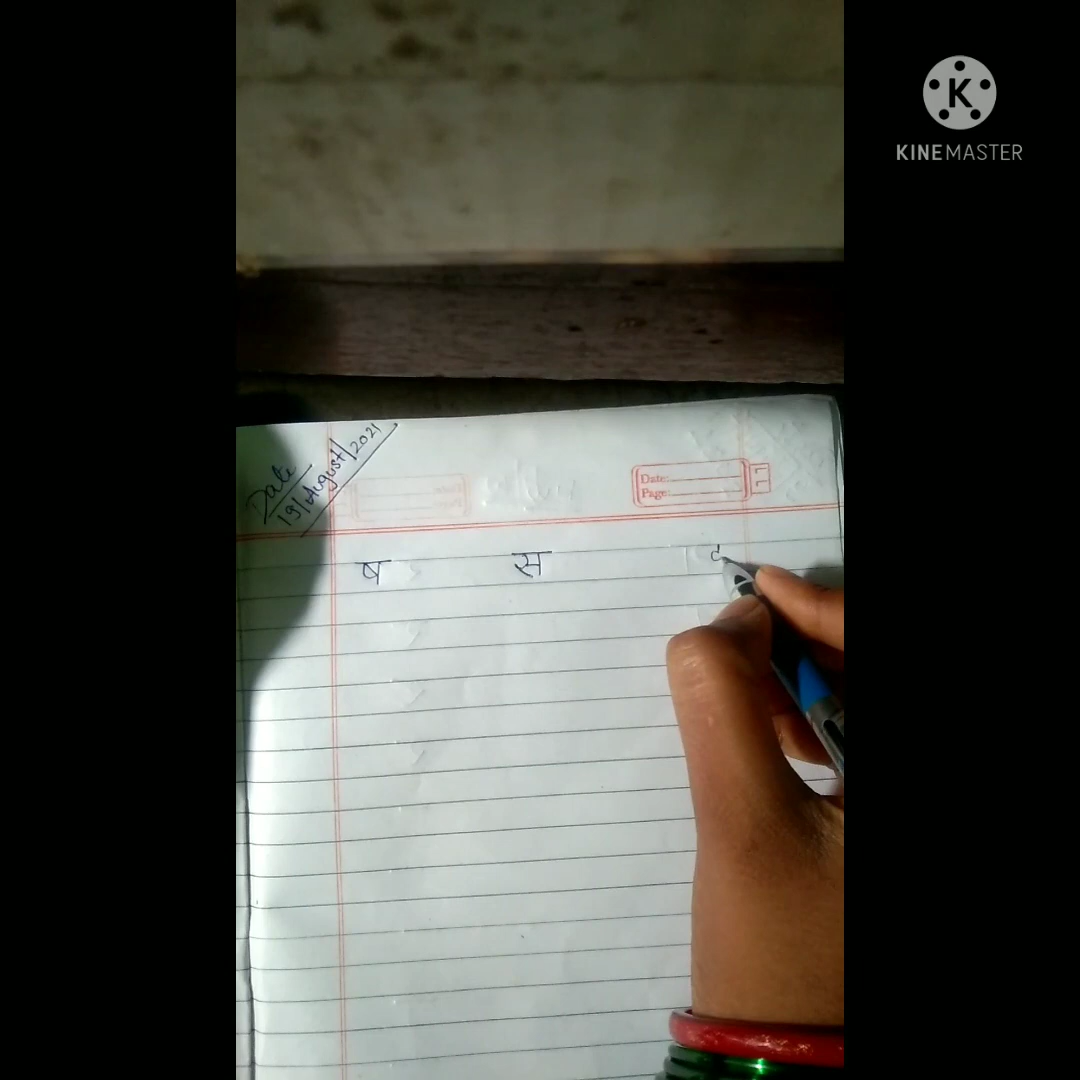 KINEMASTER
Date
19/August/2021
Date:
Page:
ष स